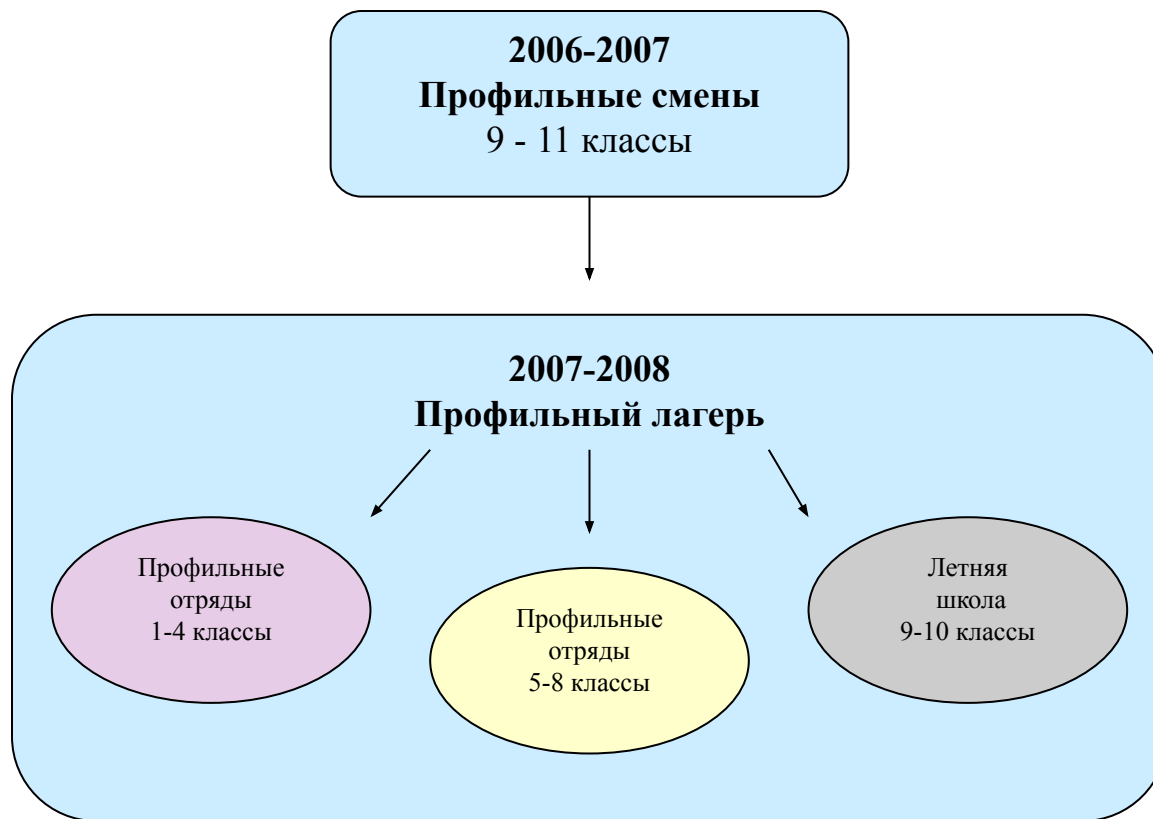 2006-2007
Профильные смены
9 - 11 классы
2007-2008
Профильный лагерь
Профильные
отряды
1-4 классы
Профильные
отряды
5-8 классы
Летняя
школа
9-10 классы